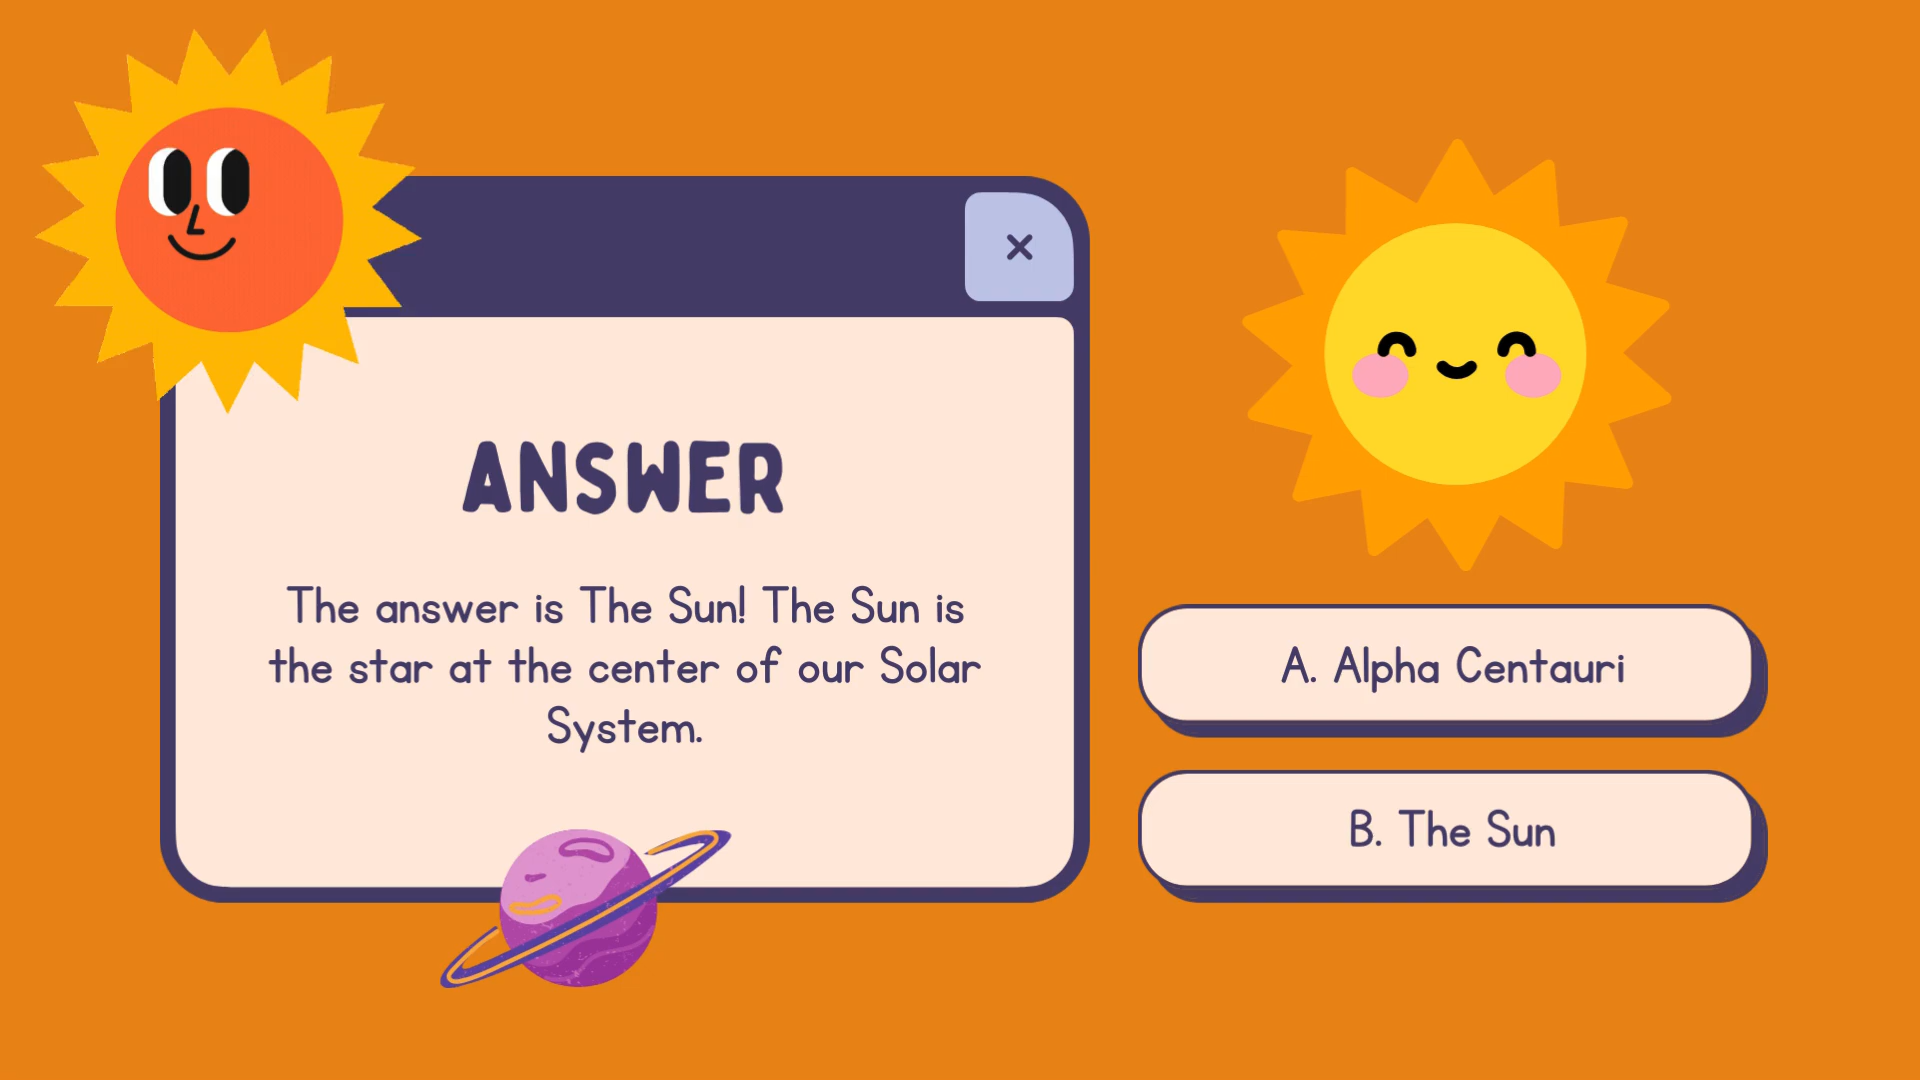 ANSWER
The answer is The Sun! The Sun is
the star at the center of our Solar
System.
A. Alpha Centauri
B. The Sun